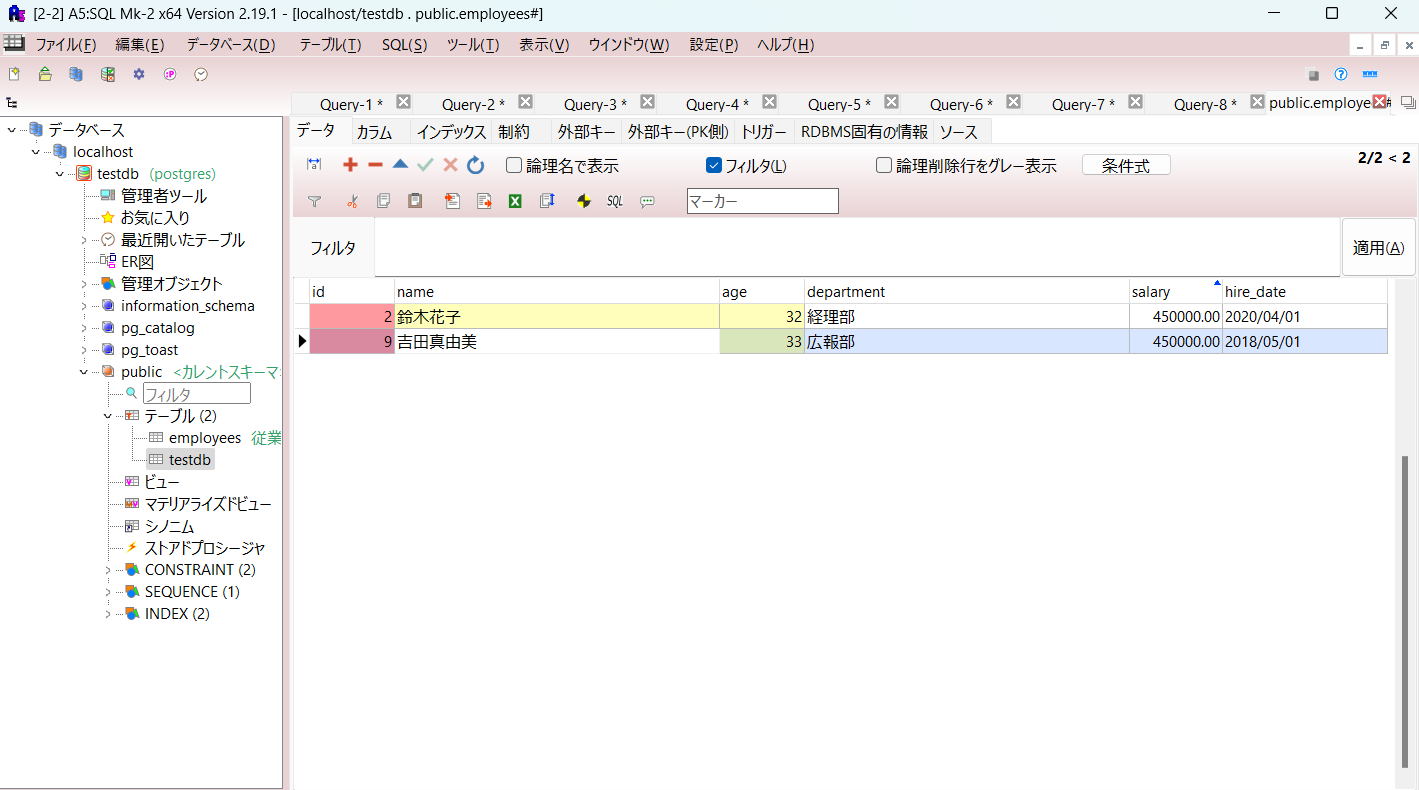 [2-2] A5:SQL Mk-2 x64 Version 2.19.1 - [localhost/testdb . public.employees#]
ファイル(F) 編集(E) データベース(D) テーブル(T) SQL(S) ツール(T) 表示(V) ウインドウ(W) 設定(P) ヘルプ(H)
Query-1 * Query-2 * Query-3 * Query-4 * Query-5 * Query-6 * Query-7 * Query-8 * public.employe
データベース
localhost
testdb (postgres)
管理者ツール
お気に入り
最近開いたテーブル
ER図
管理オブジェクト
information_schema
pg_catalog
pg_toast
public <カレントスキーマ
フィルタ
テーブル (2)
employees 従業
testdb
ビュー
マテリアライズドビュー
シノニム
ストアドプロシージャ
CONSTRAINT (2)
SEQUENCE (1)
INDEX (2)
データ カラム インデックス 制約 外部キー 外部キー(PK側) トリガー RDBMS固有の情報 ソース
論理名で表示 フィルタ(L) 論理削除行をグレー表示 条件式 2/2 < 2
SQL マーカー
フィルタ 適用(A)
id name age department salary hire_date
2 鈴木花子 32 経理部 450000.00 2020/04/01
9 吉田真由美 33 広報部 450000.00 2018/05/01